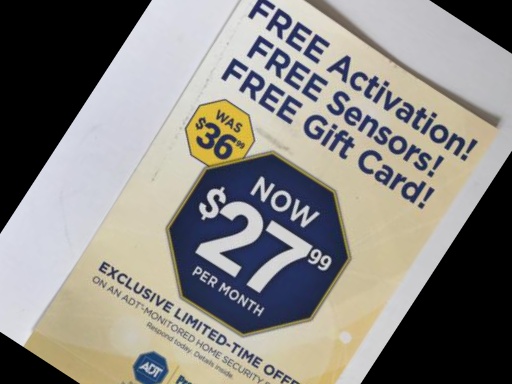 FREE Activation!
FREE Sensors!
FREE Gift Card!
WAS
$36.99
NOW
$27.99
PER MONTH
EXCLUSIVE LIMITED-TIME
ON AN ADT®-MONITORED HOME SECURITY
Respond today. Details inside.
ADT